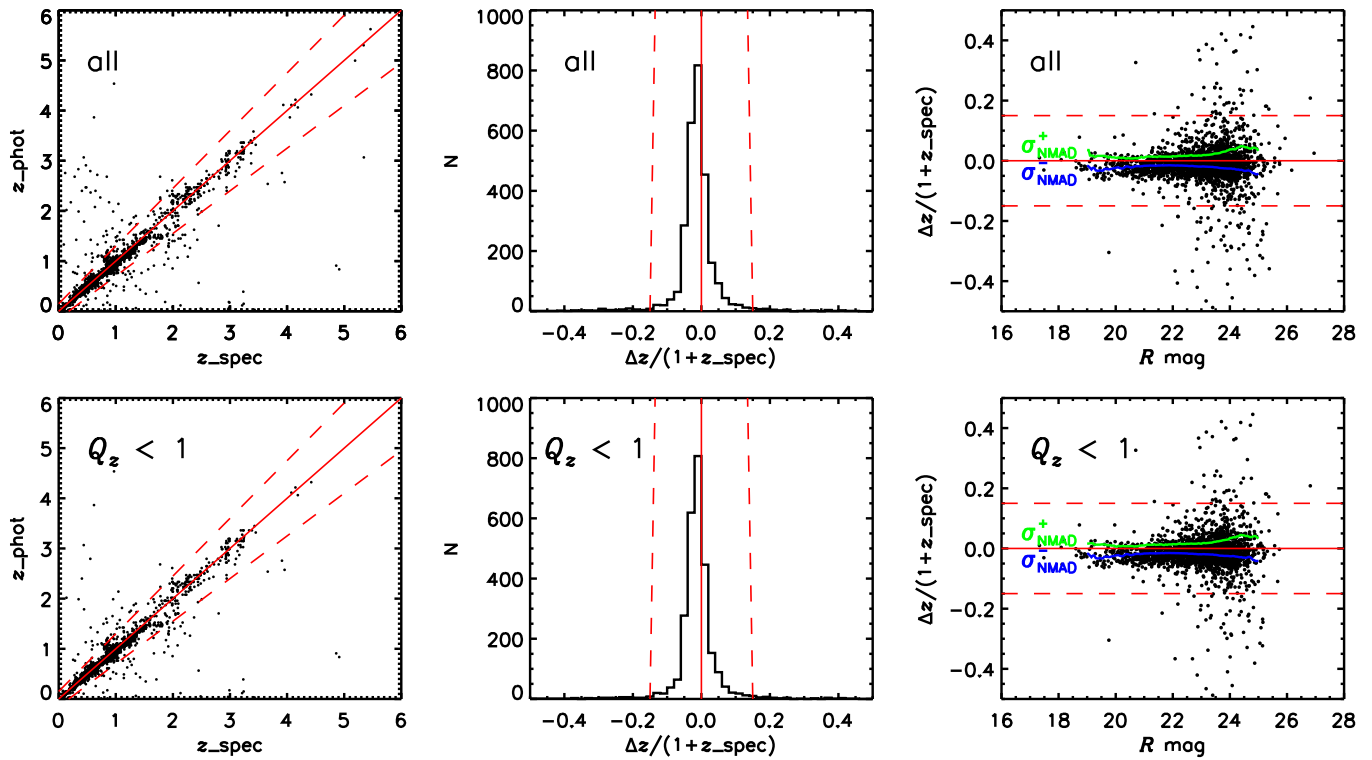 all
6
5
4
3
2
1
0
z_phot
0 1 2 3 4 5 6
z_spec
all
1000
800
600
400
200
0
N
−0.4 −0.2 0.0 0.2 0.4
Δz/(1+z_spec)
all
0.4
0.2
0.0
−0.2
−0.4
Δz/(1+z_spec)
σ+NMAD
σ−NMAD
16 18 20 22 24 26 28
R mag
Qz < 1
6
5
4
3
2
1
0
z_phot
0 1 2 3 4 5 6
z_spec
Qz < 1
1000
800
600
400
200
0
N
−0.4 −0.2 0.0 0.2 0.4
Δz/(1+z_spec)
Qz < 1
0.4
0.2
0.0
−0.2
−0.4
Δz/(1+z_spec)
σ+NMAD
σ−NMAD
16 18 20 22 24 26 28
R mag